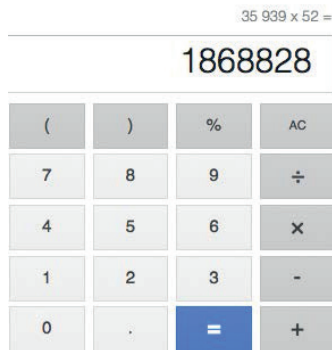 35 939 x 52 =
1868828
( ) % AC
7 8 9 ÷
4 5 6 ×
1 2 3 -
0 . = +